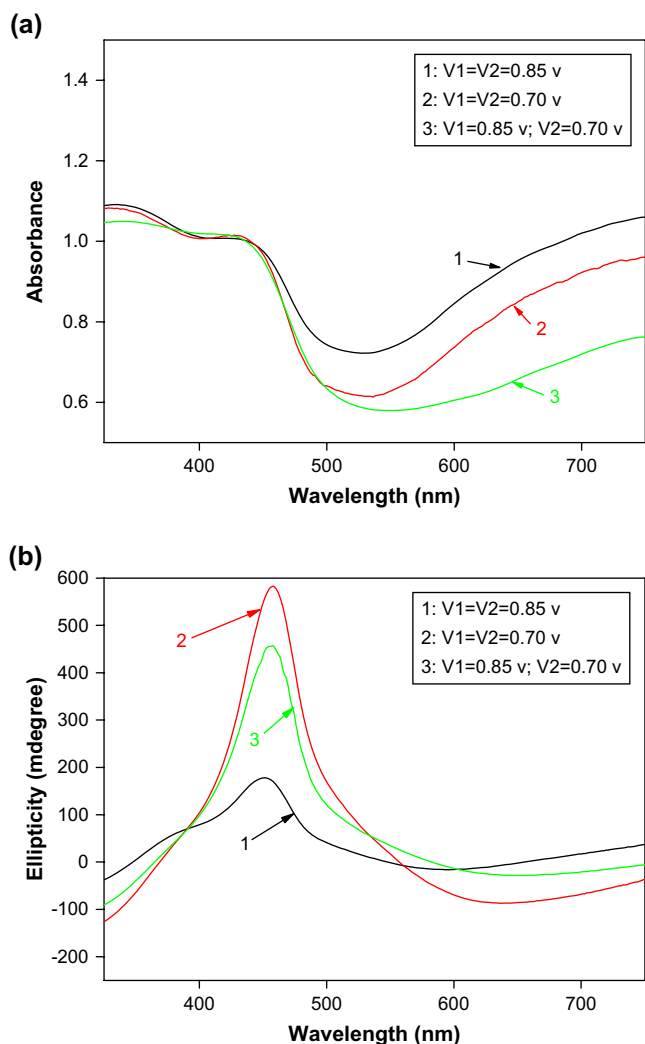 (a)
Absorbance
1.4
1.2
1.0
0.8
0.6
1: V1=V2=0.85 v
2: V1=V2=0.70 v
3: V1=0.85 v; V2=0.70 v
1
2
3
400
500
600
700
Wavelength (nm)
(b)
Ellipticity (mdegree)
600
500
400
300
200
100
0
-100
-200
1: V1=V2=0.85 v
2: V1=V2=0.70 v
3: V1=0.85 v; V2=0.70 v
2
3
1
400
500
600
700
Wavelength (nm)